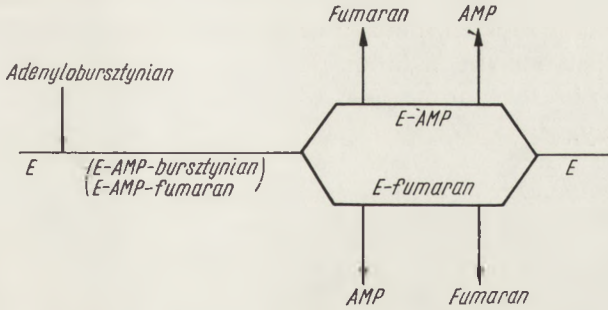 Fumaran AMP
Adenylobursztynian
E-AMP
E (E-AMP-bursztynian) E
(E-AMP-fumaran )
E-fumaran
AMP Fumaran